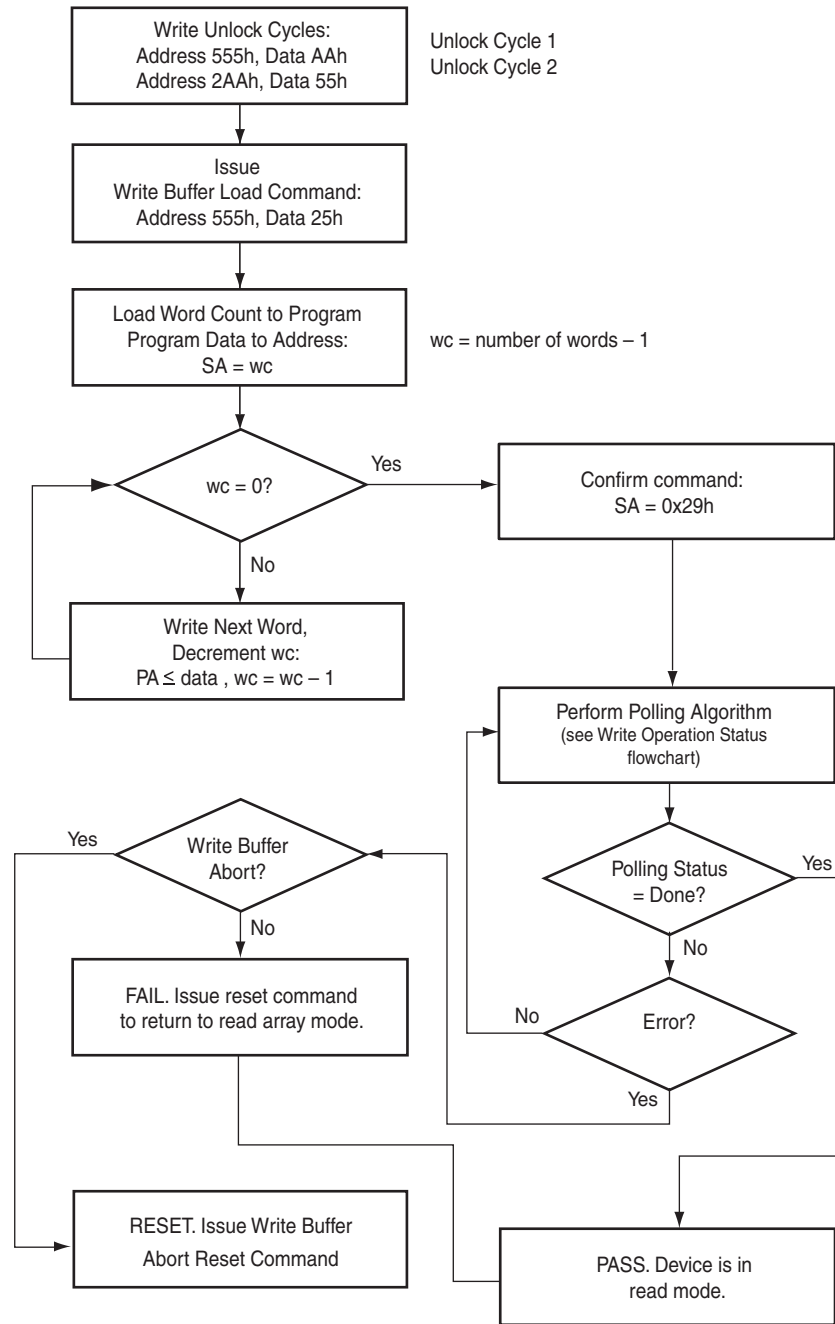 Write Unlock Cycles:
Address 555h, Data AAh
Address 2AAh, Data 55h
Unlock Cycle 1
Unlock Cycle 2
Issue
Write Buffer Load Command:
Address 555h, Data 25h
Load Word Count to Program
Program Data to Address:
SA = wc
wc = number of words – 1
wc = 0?
Yes
Confirm command:
SA = 0x29h
No
Write Next Word,
Decrement wc:
PA ≤ data , wc = wc – 1
Perform Polling Algorithm
(see Write Operation Status
flowchart)
Yes
Write Buffer
Abort?
Polling Status
= Done?
Yes
No
No
FAIL. Issue reset command
to return to read array mode.
No
Error?
Yes
RESET. Issue Write Buffer
Abort Reset Command
PASS. Device is in
read mode.